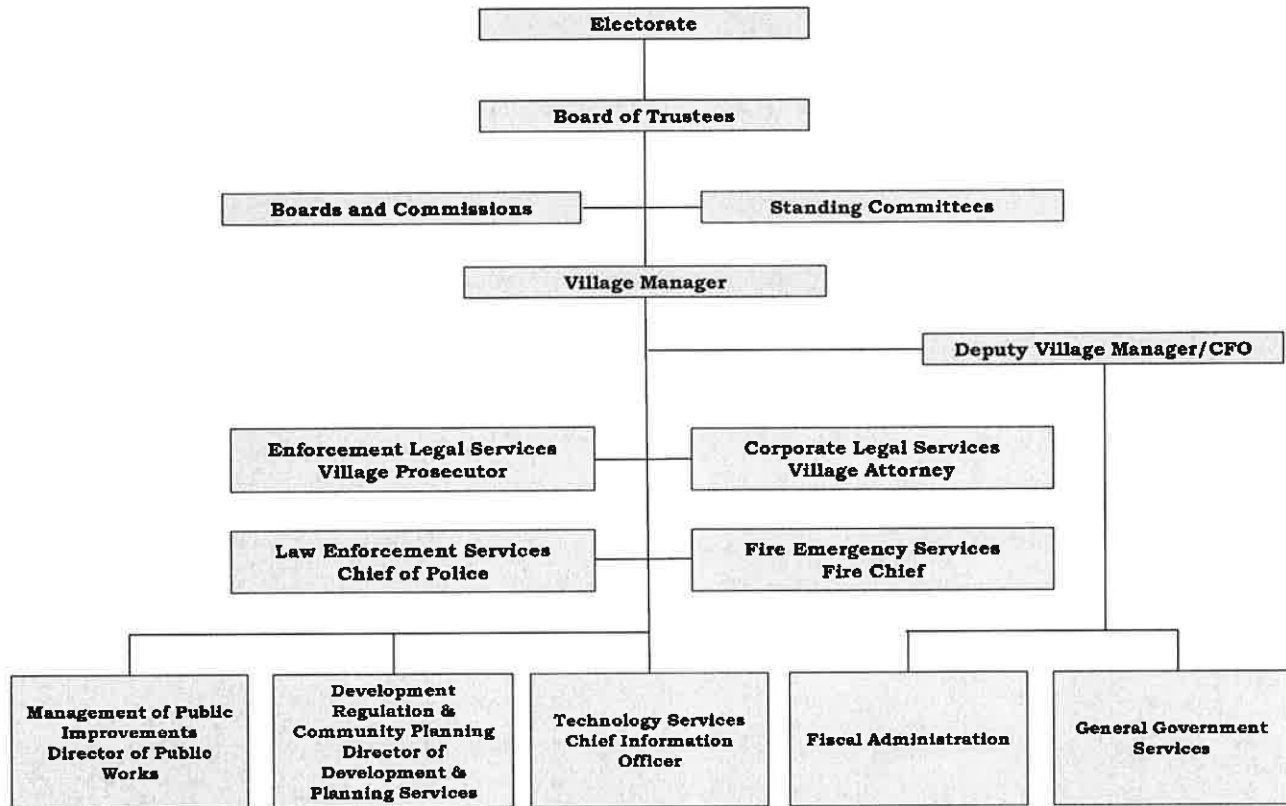 Electorate
Board of Trustees
Boards and Commissions
Standing Committees
Village Manager
Deputy Village Manager/CFO
Enforcement Legal Services
Village Prosecutor
Corporate Legal Services
Village Attorney
Law Enforcement Services
Chief of Police
Fire Emergency Services
Fire Chief
Management of Public
Improvements
Director of Public
Works
Development
Regulation &
Community Planning
Director of
Development &
Planning Services
Technology Services
Chief Information
Officer
Fiscal Administration
General Government
Services